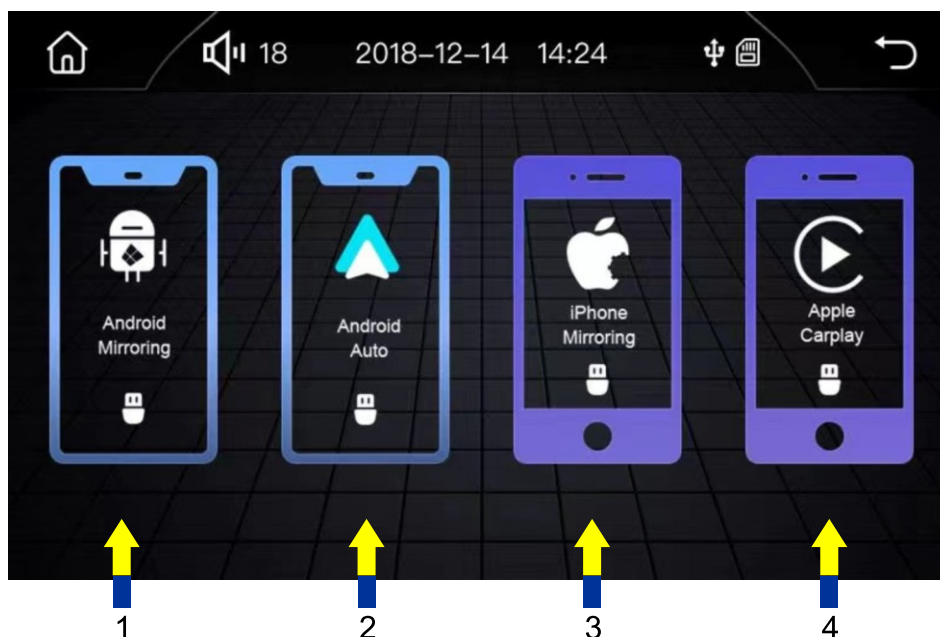 18 2018–12–14 14:24
Android
Mirroring
Android
Auto
iPhone
Mirroring
Apple
Carplay
1 2 3 4